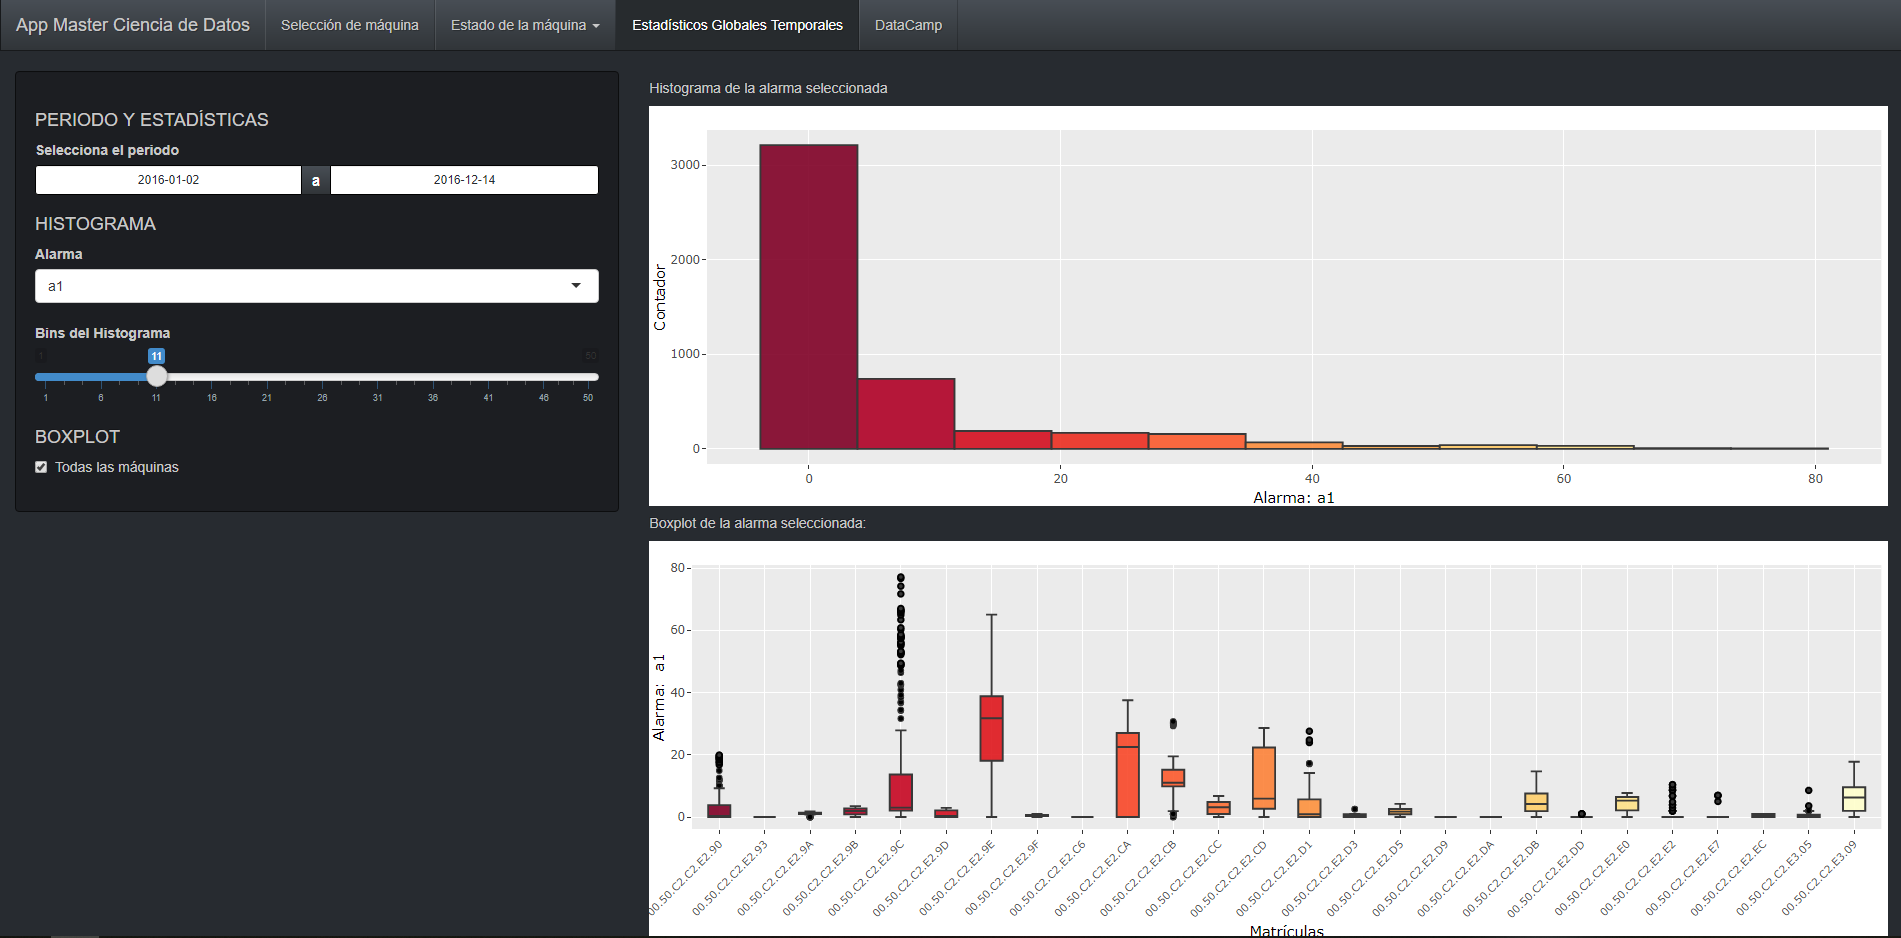 App Master Ciencia de Datos Selección de máquina Estado de la máquina Estadísticos Globales Temporales DataCamp
PERIODO Y ESTADÍSTICAS
Selecciona el periodo
2016-01-02 a 2016-12-14
HISTOGRAMA
Alarma
a1
Bins del Histograma
1 11 50
1 6 11 16 21 26 31 36 41 46 50
BOXPLOT
Todas las máquinas
Histograma de la alarma seleccionada
Contador
3000
2000
1000
0
0 20 40 60 80
Alarma: a1
Boxplot de la alarma seleccionada:
Alarma: a1
80
60
40
20
0
00.50.C2.C2.E2.90
00.50.C2.C2.E2.93
00.50.C2.C2.E2.9A
00.50.C2.C2.E2.9B
00.50.C2.C2.E2.9C
00.50.C2.C2.E2.9D
00.50.C2.C2.E2.9E
00.50.C2.C2.E2.9F
00.50.C2.C2.E2.C6
00.50.C2.C2.E2.CA
00.50.C2.C2.E2.CB
00.50.C2.C2.E2.CC
00.50.C2.C2.E2.CD
00.50.C2.C2.E2.D1
00.50.C2.C2.E2.D3
00.50.C2.C2.E2.D5
00.50.C2.C2.E2.D9
00.50.C2.C2.E2.DA
00.50.C2.C2.E2.DB
00.50.C2.C2.E2.DD
00.50.C2.C2.E2.E0
00.50.C2.C2.E2.E2
00.50.C2.C2.E2.E7
00.50.C2.C2.E2.EC
00.50.C2.C2.E3.05
00.50.C2.C2.E3.09
Matrículas